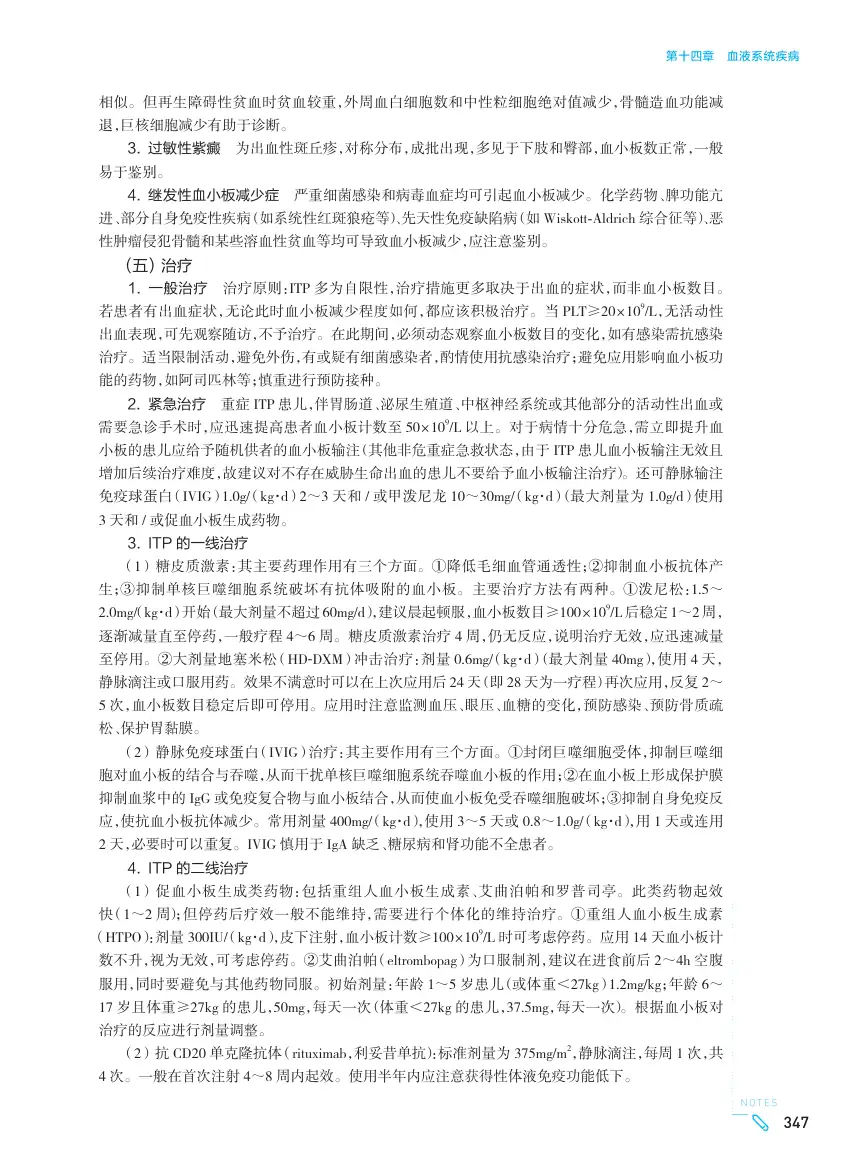 第十四章 血液系统疾病
相似。但再生障碍性贫血时贫血较重,外周血白细胞数和中性粒细胞绝对值减少,骨髓造血功能减
退,巨核细胞减少有助于诊断。
3. 过敏性紫癜 为出血性斑丘疹,对称分布,成批出现,多见于下肢和臀部,血小板数正常,一般
易于鉴别。
4. 继发性血小板减少症 严重细菌感染和病毒血症均可引起血小板减少。化学药物、脾功能亢
进、部分自身免疫性疾病(如系统性红斑狼疮等)、先天性免疫缺陷病(如 Wiskott-Aldrich 综合征等)、恶
性肿瘤侵犯骨髓和某些溶血性贫血等均可导致血小板减少,应注意鉴别。
(五)治疗
1. 一般治疗 治疗原则:ITP 多为自限性,治疗措施更多取决于出血的症状,而非血小板数目。
若患者有出血症状,无论此时血小板减少程度如何,都应该积极治疗。当 PLT≥20×10⁹/L,无活动性
出血表现,可先观察随访,不予治疗。在此期间,必须动态观察血小板数目的变化,如有感染需抗感染
治疗。适当限制活动,避免外伤,有或疑有细菌感染者,酌情使用抗感染治疗;避免应用影响血小板功
能的药物,如阿司匹林等;慎重进行预防接种。
2. 紧急治疗 重症 ITP 患儿,伴胃肠道、泌尿生殖道、中枢神经系统或其他部分的活动性出血或
需要急诊手术时,应迅速提高患者血小板计数至 50×10⁹/L 以上。对于病情十分危急,需立即提升血
小板的患儿应给予随机供者的血小板输注(其他非危重症急救状态,由于 ITP 患儿血小板输注无效且
增加后续治疗难度,故建议对不存在威胁生命出血的患儿不要给予血小板输注治疗)。还可静脉输注
免疫球蛋白(IVIG)1.0g/(kg·d)2~3 天和 / 或甲泼尼龙 10~30mg/(kg·d)(最大剂量为 1.0g/d)使用
3 天和 / 或促血小板生成药物。
3. ITP 的一线治疗
(1)糖皮质激素:其主要药理作用有三个方面。①降低毛细血管通透性;②抑制血小板抗体产
生;③抑制单核巨噬细胞系统破坏有抗体吸附的血小板。主要治疗方法有两种。①泼尼松:1.5~
2.0mg/(kg·d)开始(最大剂量不超过60mg/d),建议晨起顿服,血小板数目≥100×10⁹/L后稳定1~2周,
逐渐减量直至停药,一般疗程 4~6 周。糖皮质激素治疗 4 周,仍无反应,说明治疗无效,应迅速减量
至停用。②大剂量地塞米松(HD-DXM)冲击治疗:剂量 0.6mg/(kg·d)(最大剂量 40mg),使用 4 天,
静脉滴注或口服用药。效果不满意时可以在上次应用后 24 天(即 28 天为一疗程)再次应用,反复 2~
5 次,血小板数目稳定后即可停用。应用时注意监测血压、眼压、血糖的变化,预防感染、预防骨质疏
松、保护胃黏膜。
(2)静脉免疫球蛋白(IVIG)治疗:其主要作用有三个方面。①封闭巨噬细胞受体,抑制巨噬细
胞对血小板的结合与吞噬,从而干扰单核巨噬细胞系统吞噬血小板的作用;②在血小板上形成保护膜
抑制血浆中的 IgG 或免疫复合物与血小板结合,从而使血小板免受吞噬细胞破坏;③抑制自身免疫反
应,使抗血小板抗体减少。常用剂量 400mg/(kg·d),使用 3~5 天或 0.8~1.0g/(kg·d),用 1 天或连用
2 天,必要时可以重复。IVIG 慎用于 IgA 缺乏、糖尿病和肾功能不全患者。
4. ITP 的二线治疗
(1)促血小板生成类药物:包括重组人血小板生成素、艾曲泊帕和罗普司亭。此类药物起效
快(1~2 周);但停药后疗效一般不能维持,需要进行个体化的维持治疗。①重组人血小板生成素
(HTPO):剂量 300IU/(kg·d),皮下注射,血小板计数≥100×10⁹/L 时可考虑停药。应用 14 天血小板计
数不升,视为无效,可考虑停药。②艾曲泊帕(eltrombopag)为口服制剂,建议在进食前后 2~4h 空腹
服用,同时要避免与其他药物同服。初始剂量:年龄 1~5 岁患儿(或体重<27kg)1.2mg/kg;年龄 6~
17 岁且体重≥27kg 的患儿,50mg,每天一次(体重<27kg 的患儿,37.5mg,每天一次)。根据血小板对
治疗的反应进行剂量调整。
(2)抗 CD20 单克隆抗体(rituximab,利妥昔单抗):标准剂量为 375mg/m²,静脉滴注,每周 1 次,共
4 次。一般在首次注射 4~8 周内起效。使用半年内应注意获得性体液免疫功能低下。
NOTES
347